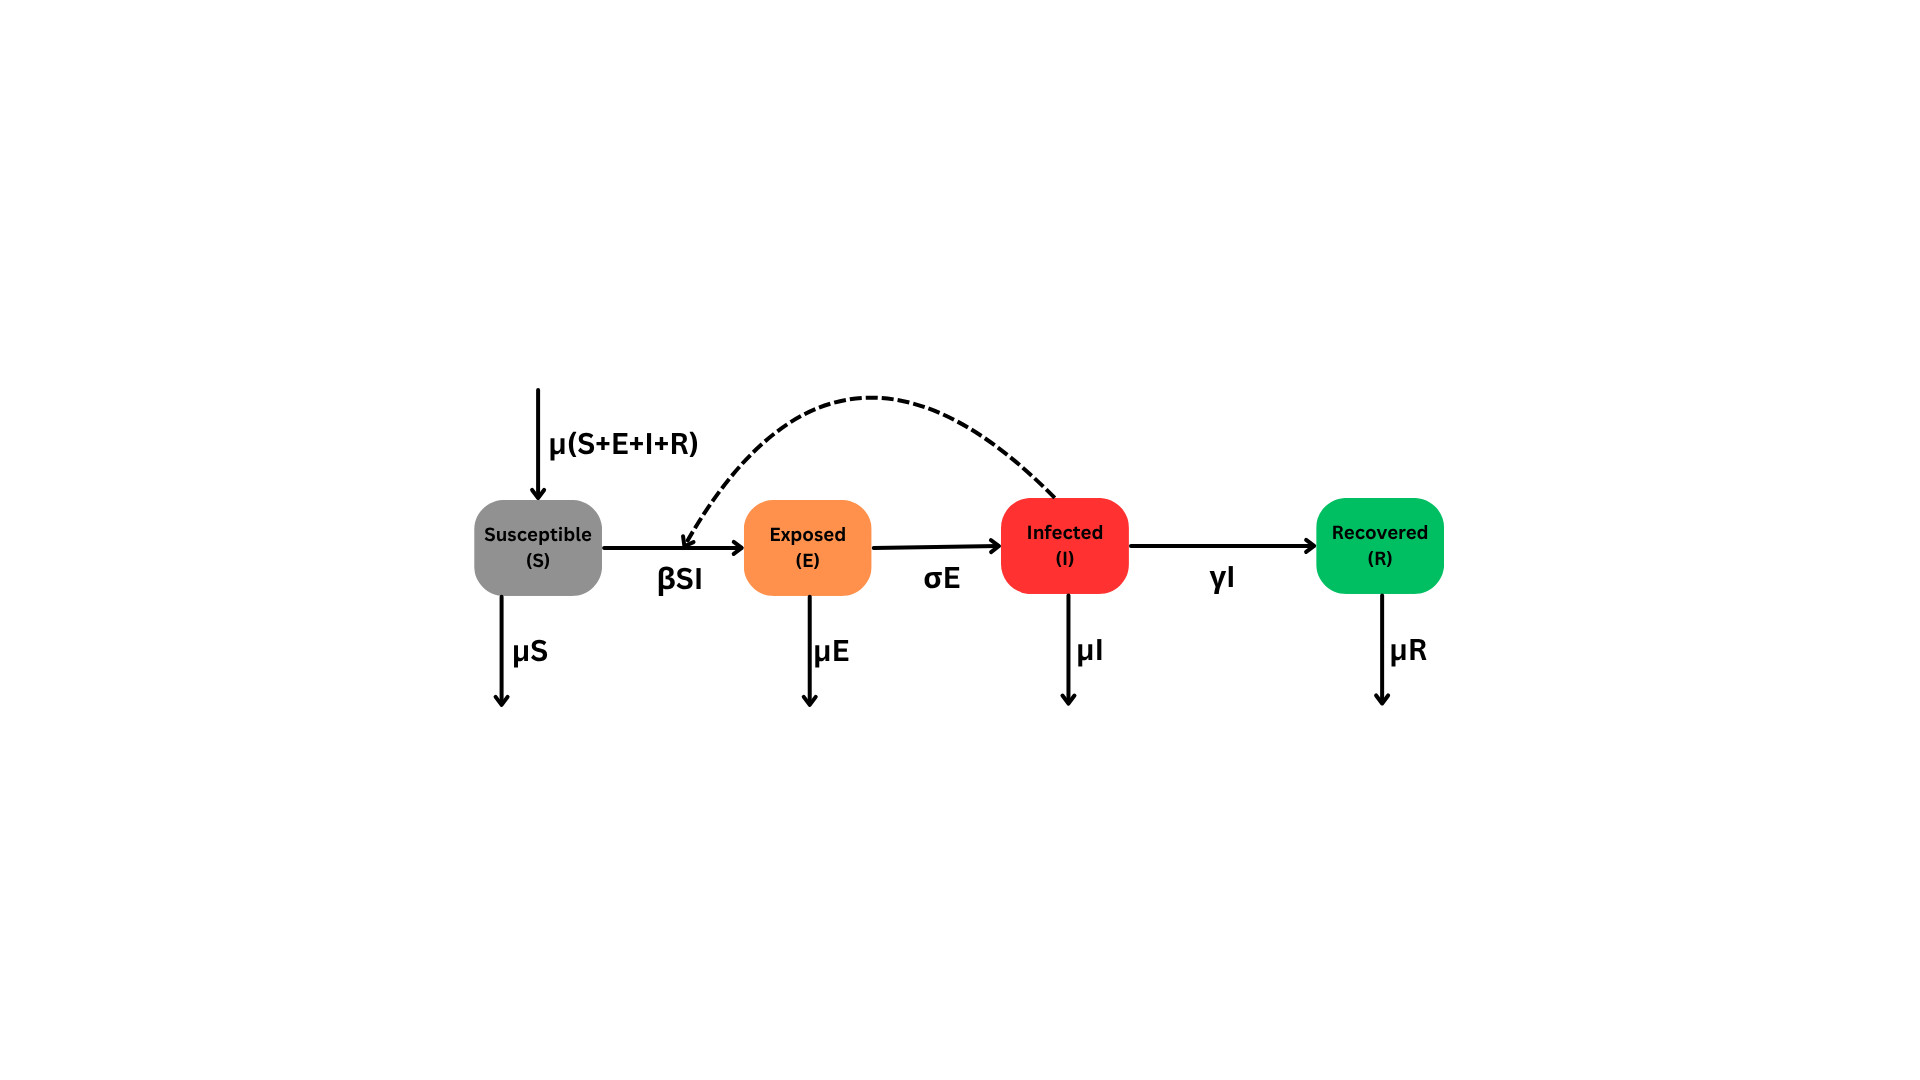 μ(S+E+I+R)
Susceptible
(S)
βSI
Exposed
(E)
σE
Infected
(I)
γI
Recovered
(R)
μS
μE
μI
μR